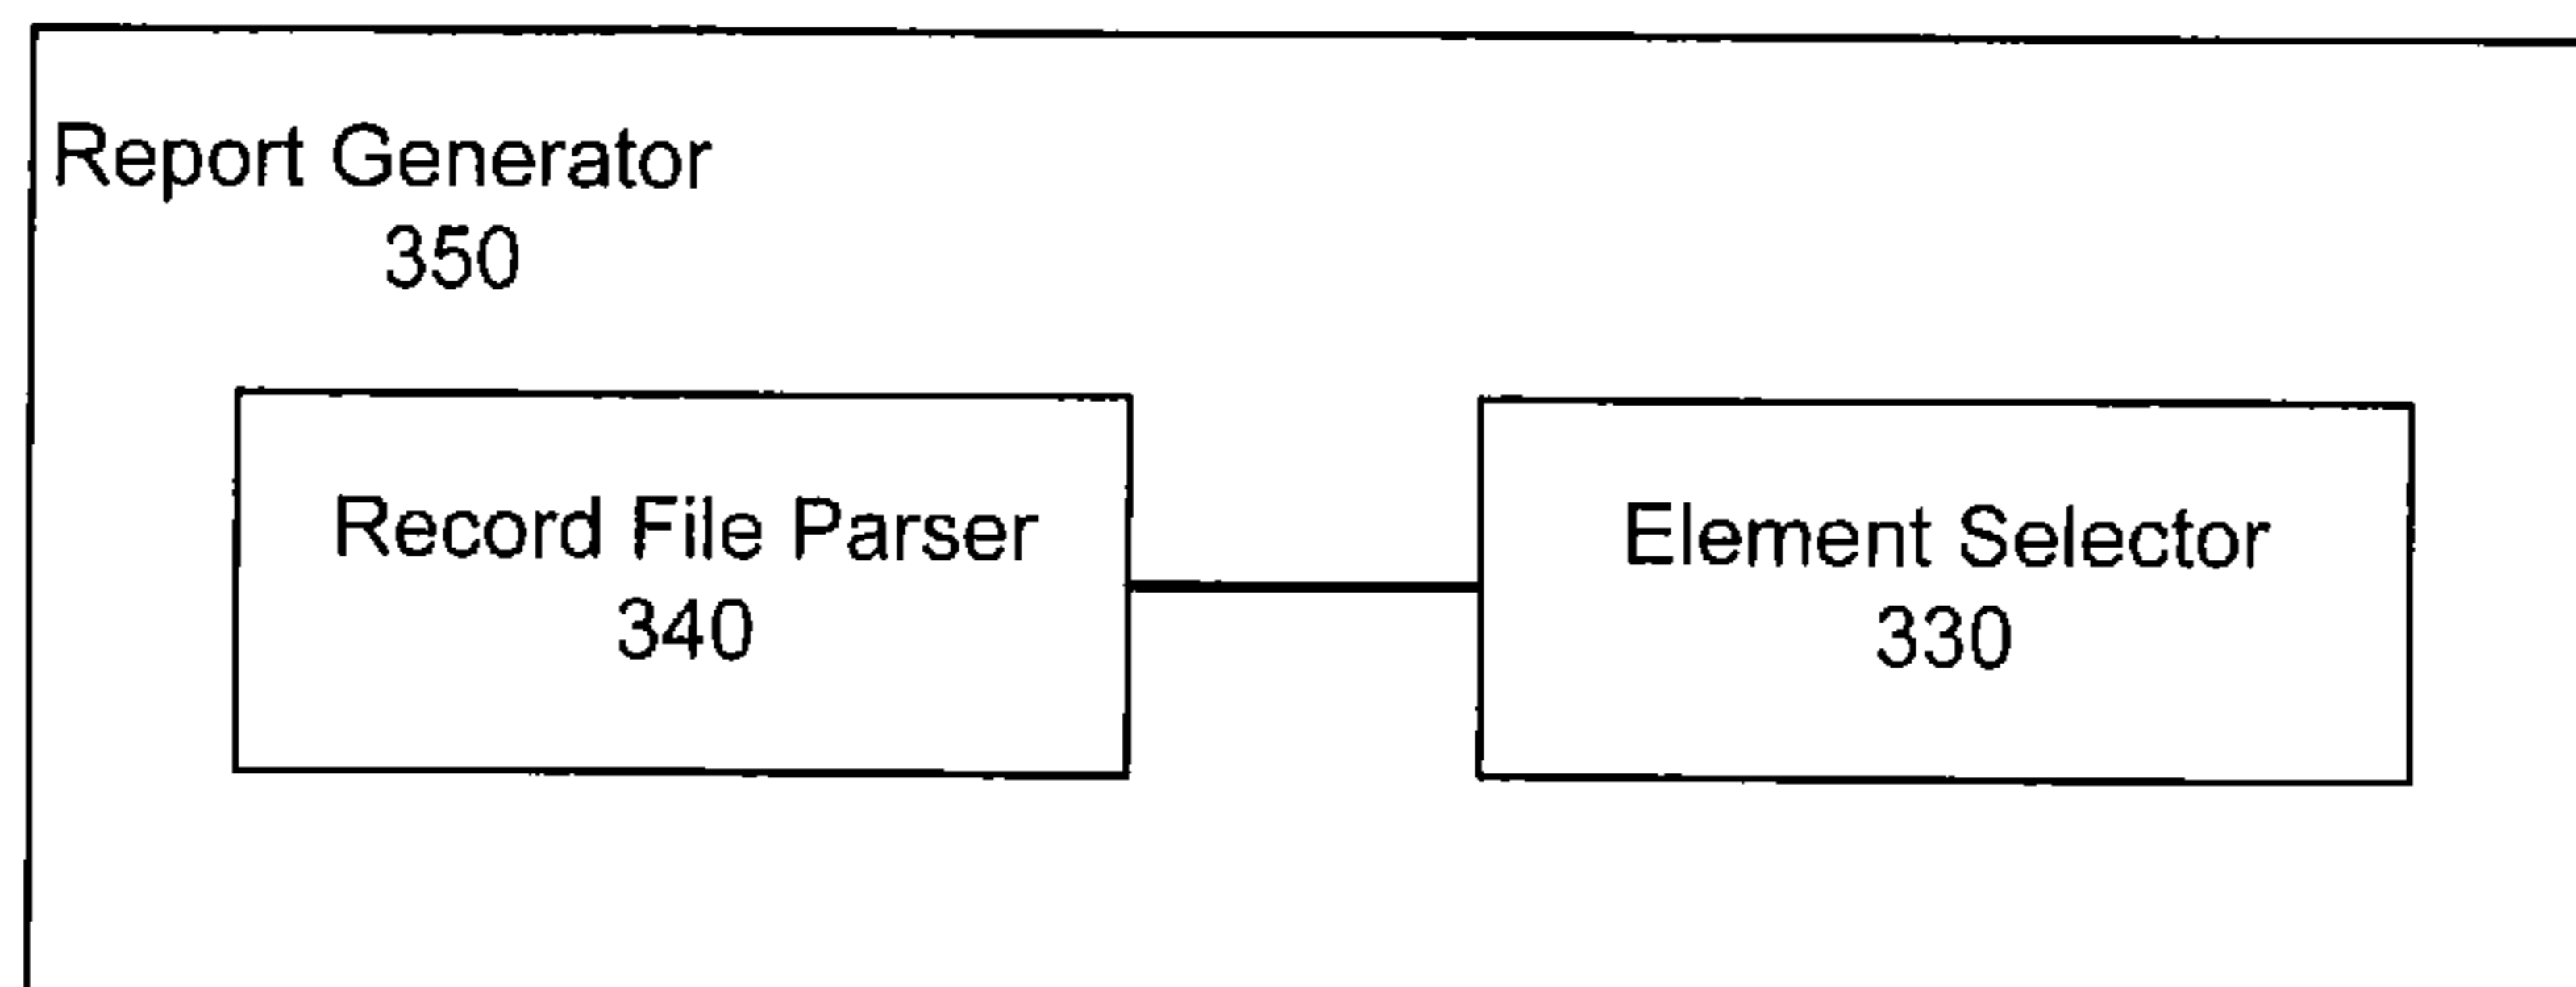 Report Generator
350
Record File Parser
340
Element Selector
330